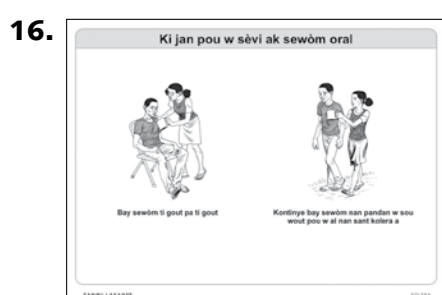 16.
Ki jan pou w sèvi ak sewòm oral
Bay sewòm ti gout pa ti gout
Kontinye bay sewòm nan pandan w sou
wout pou w al nan sant kolera a